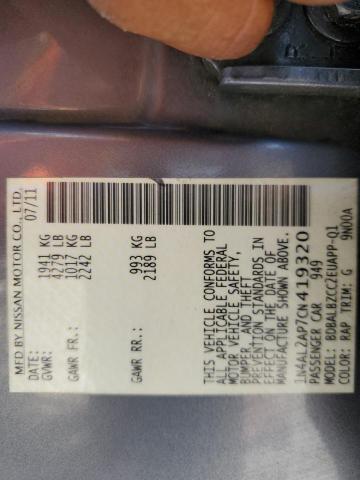 MFD BY NISSAN MOTOR CO., LTD.
DATE: 07/11
GVWR: 1941 KG
4279 LB
GAWR FR.: 1017 KG
2242 LB
GAWR RR.: 993 KG
2189 LB
THIS VEHICLE CONFORMS TO
ALL APPLICABLE FEDERAL
MOTOR VEHICLE SAFETY,
BUMPER, AND THEFT
PREVENTION STANDARDS IN
EFFECT ON THE DATE OF
MANUFACTURE SHOWN ABOVE.
1N4AL2AP7CN419320
PASSENGER CAR 949
MODEL: BDBALBZCC2EUAPP-Q1
COLOR: RAP TRIM: G 9N00A